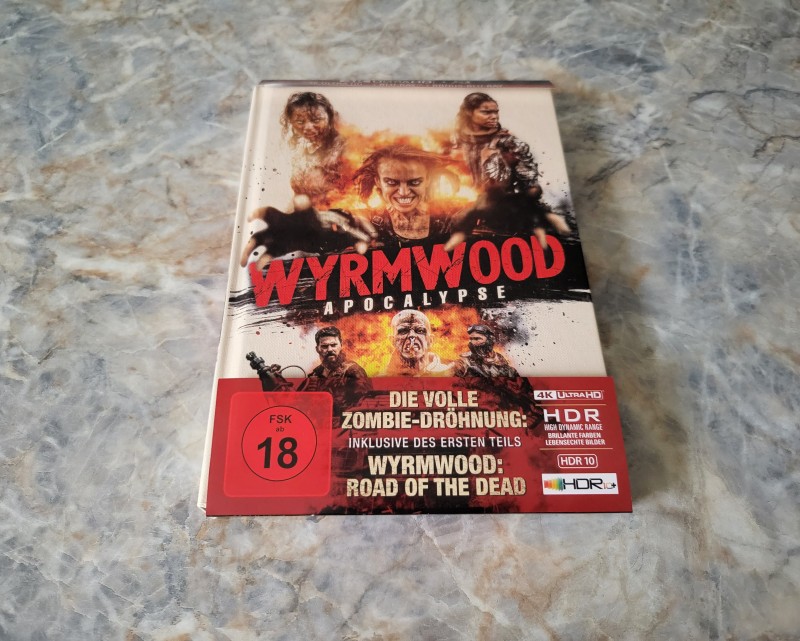 WYRMWOOD
APOCALYPSE
FSK
ab
18
DIE VOLLE
ZOMBIE-DRÖHNUNG:
INKLUSIVE DES ERSTEN TEILS
WYRMWOOD:
ROAD OF THE DEAD
4K ULTRA HD
HDR
HIGH DYNAMIC RANGE
BRILLANTE FARBEN
LEBENSECHTE BILDER
HDR 10
HDR10+